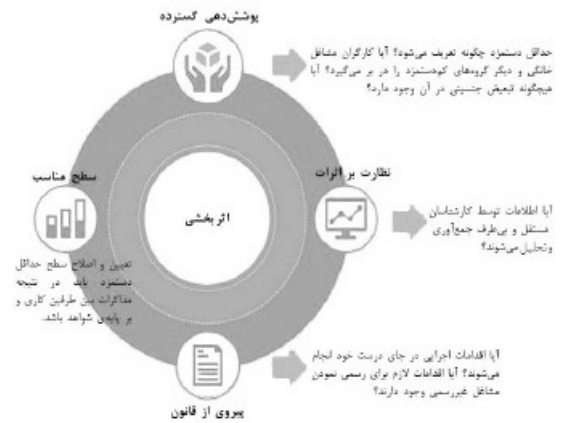 پوشش‌دهی گسترده
حداقل دستمزد چگونه تعریف می‌شود؟ آیا کارگران مشاغل
خانگی و دیگر گروه‌های کم‌دستمزد را در بر می‌گیرد؟ آیا
هیچگونه تبعیض جنسیتی در آن وجود دارد؟
نظارت بر اثرات
آیا اطلاعات توسط کارشناسان
مستقل و بی‌طرف جمع‌آوری
وتحلیل می‌شوند؟
سطح مناسب
تعیین و اصلاح سطح حداقل
دستمزد باید در نتیجه
مذاکرات بین طرفین کاری و
بر پایه‌ی شواهد باشد.
اثربخشی
آیا اقدامات اجرایی در جای درست خود انجام
می‌شوند؟ آیا اقدامات لازم برای رسمی نمودن
مشاغل غیررسمی وجود دارند؟
پیروی از قانون